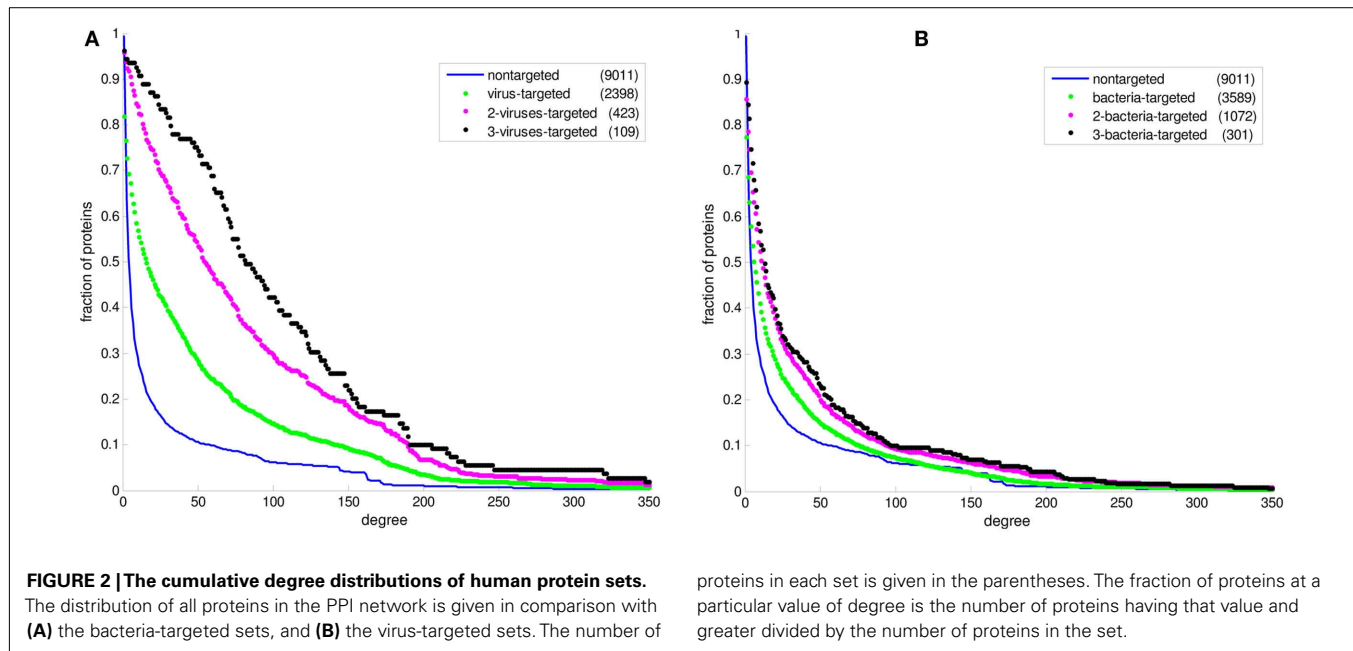 A
1
0.9
0.8
0.7
0.6
0.5
0.4
0.3
0.2
0.1
0
fraction of proteins
0 50 100 150 200 250 300 350
degree
nontargeted (9011)
virus-targeted (2398)
2-viruses-targeted (423)
3-viruses-targeted (109)
B
1
0.9
0.8
0.7
0.6
0.5
0.4
0.3
0.2
0.1
0
fraction of proteins
0 50 100 150 200 250 300 350
degree
nontargeted (9011)
bacteria-targeted (3589)
2-bacteria-targeted (1072)
3-bacteria-targeted (301)
FIGURE 2 | The cumulative degree distributions of human protein sets.
The distribution of all proteins in the PPI network is given in comparison with
(A) the bacteria-targeted sets, and (B) the virus-targeted sets. The number of
proteins in each set is given in the parentheses. The fraction of proteins at a
particular value of degree is the number of proteins having that value and
greater divided by the number of proteins in the set.